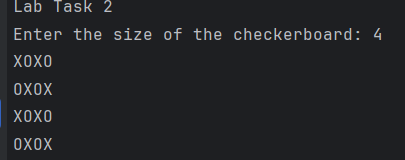 Lab Task 2
Enter the size of the checkerboard: 4
XOXO
OXOX
XOXO
OXOX